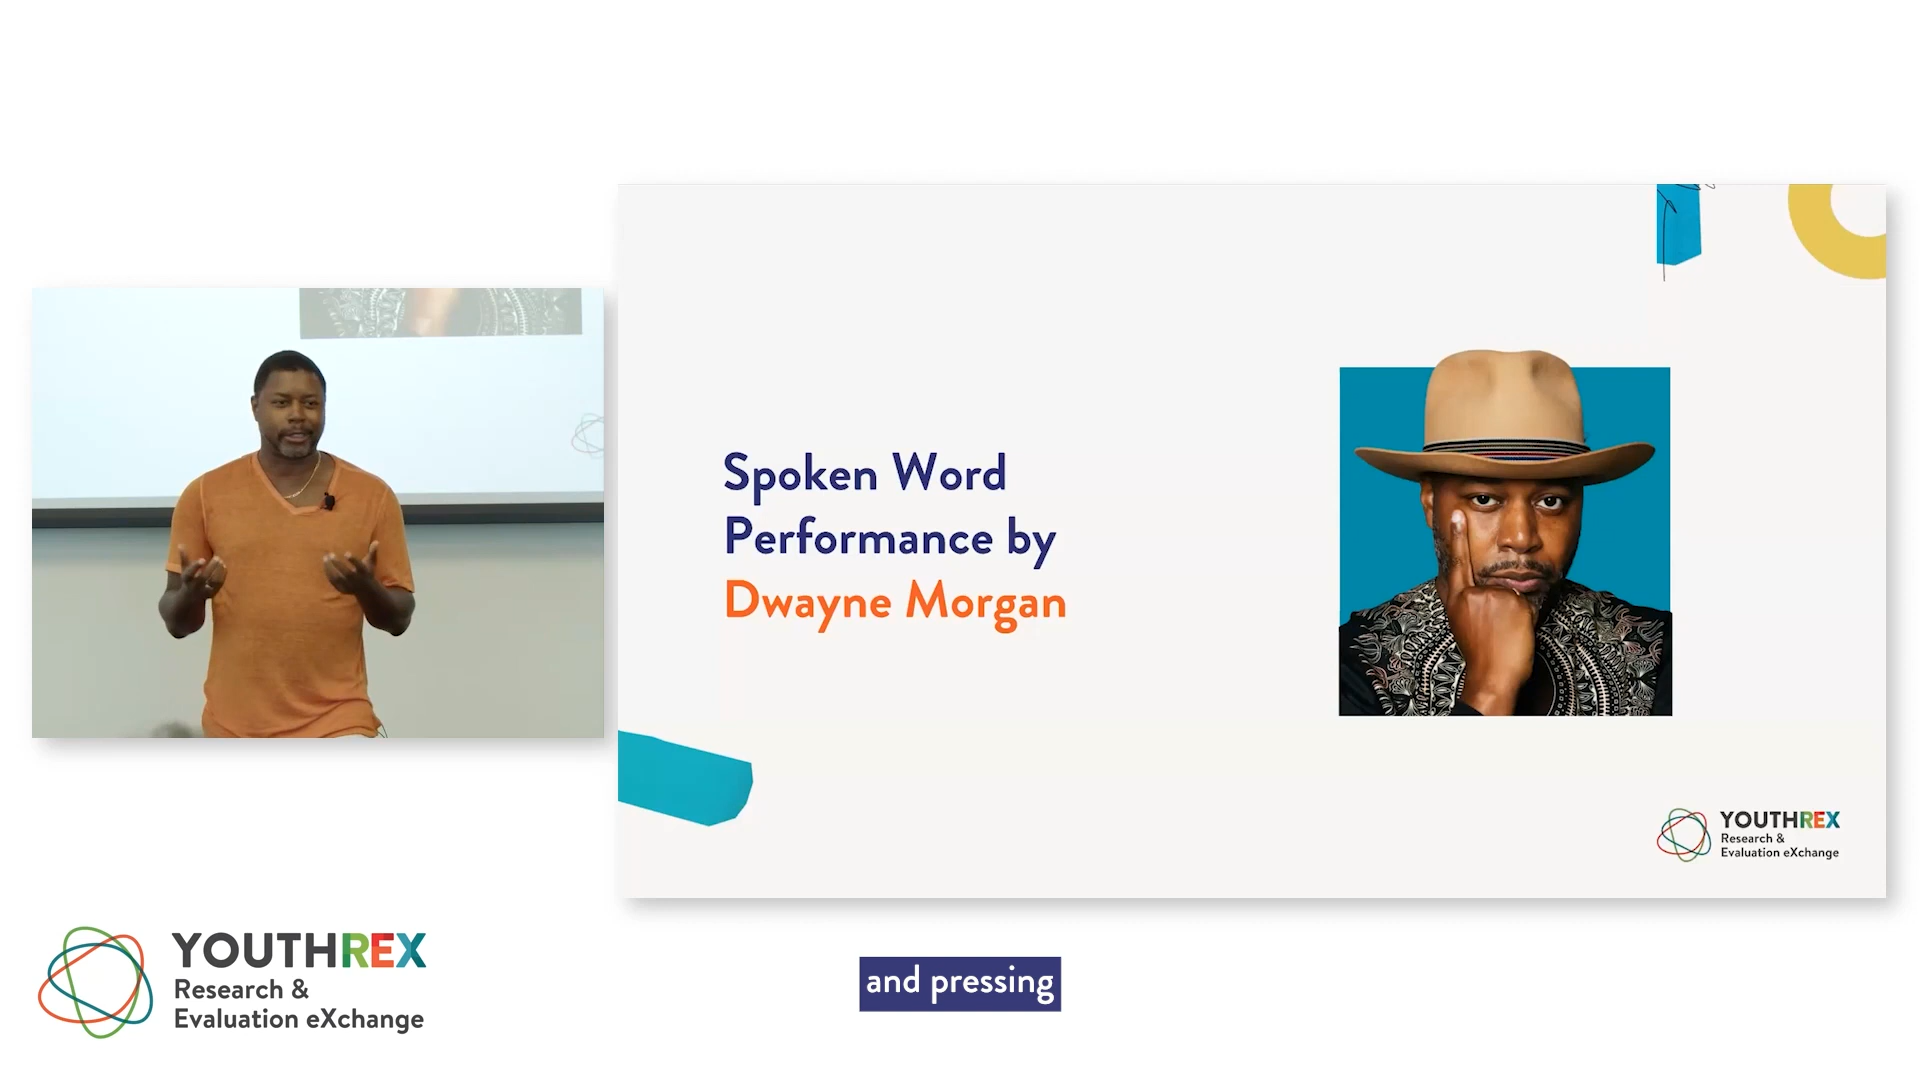 Spoken Word
Performance by
Dwayne Morgan
YOUTHREX
Research &
Evaluation eXchange
YOUTHREX
Research &
Evaluation eXchange
and pressing